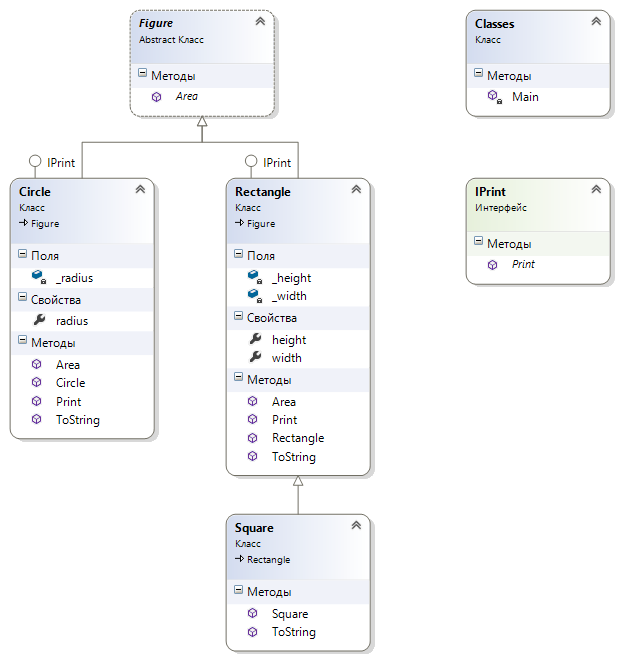 Figure
Abstract Класс
Методы
Area
Classes
Класс
Методы
Main
IPrint
Circle
Класс
Figure
Поля
_radius
Свойства
radius
Методы
Area
Circle
Print
ToString
IPrint
Rectangle
Класс
Figure
Поля
_height
_width
Свойства
height
width
Методы
Area
Print
Rectangle
ToString
IPrint
Интерфейс
Методы
Print
Square
Класс
Rectangle
Методы
Square
ToString